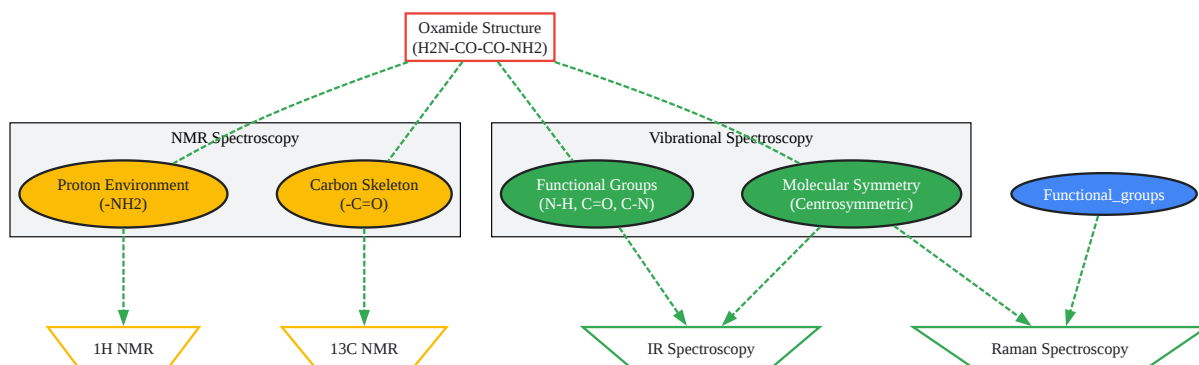 Oxamide Structure
(H2N-CO-CO-NH2)
NMR Spectroscopy
Vibrational Spectroscopy
Proton Environment
(-NH2)
Carbon Skeleton
(-C=O)
Functional Groups
(N-H, C=O, C-N)
Molecular Symmetry
(Centrosymmetric)
Functional_groups
1H NMR
13C NMR
IR Spectroscopy
Raman Spectroscopy